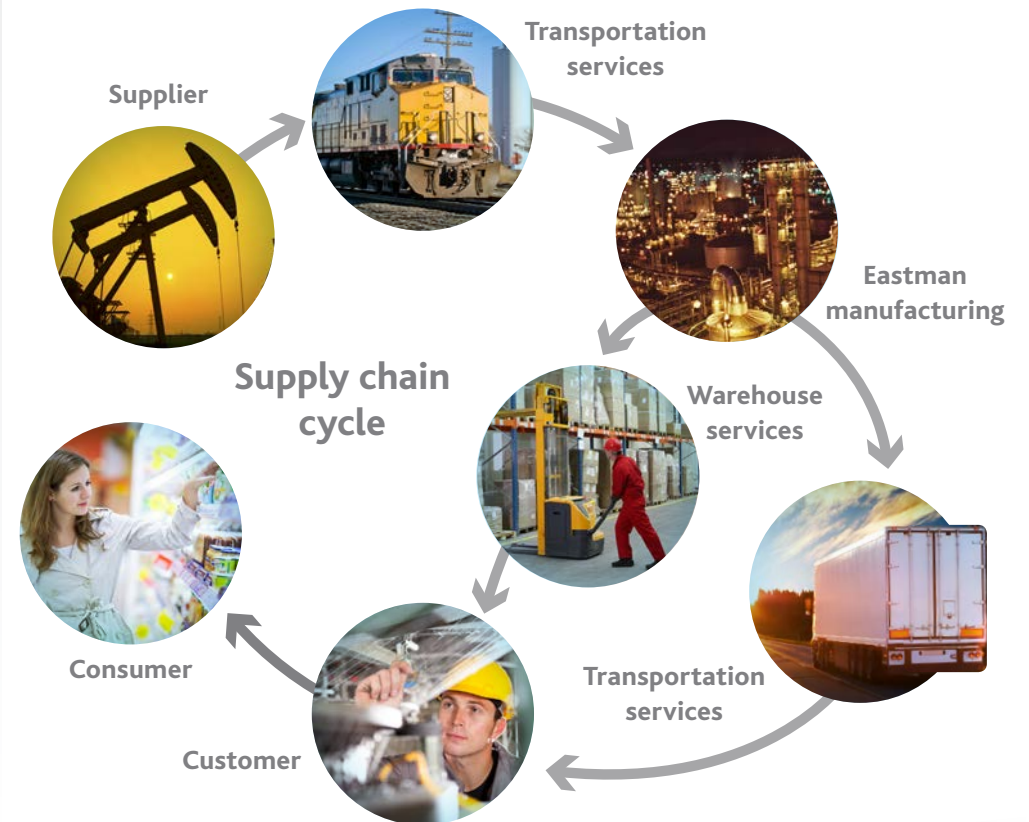 Transportation
services
Supplier
Eastman
manufacturing
Supply chain
cycle
Warehouse
services
Consumer
Transportation
services
Customer